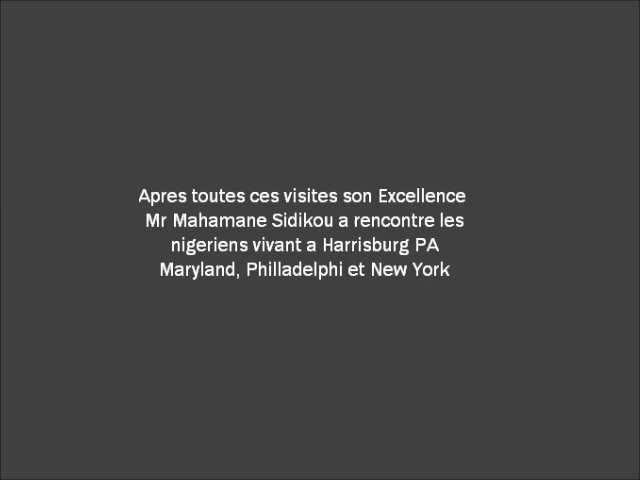 Apres toutes ces visites son Excellence
Mr Mahamane Sidikou a rencontre les
nigeriens vivant a Harrisburg PA
Maryland, Philladelphi et New York